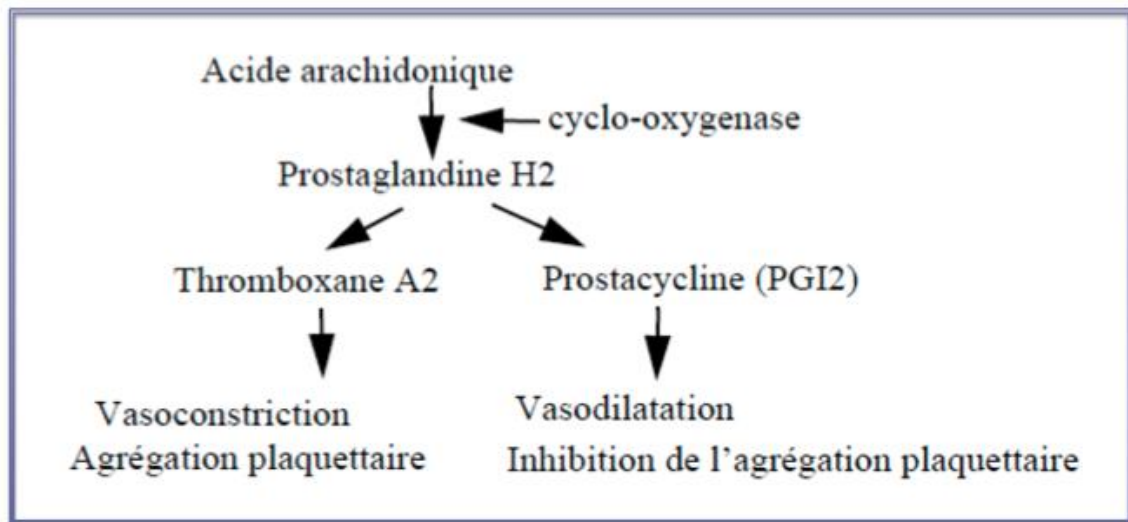 Acide arachidonique
cyclo-oxygenase
Prostaglandine H2
Thromboxane A2
Prostacycline (PGI2)
Vasoconstriction
Agrégation plaquettaire
Vasodilatation
Inhibition de l’agrégation plaquettaire